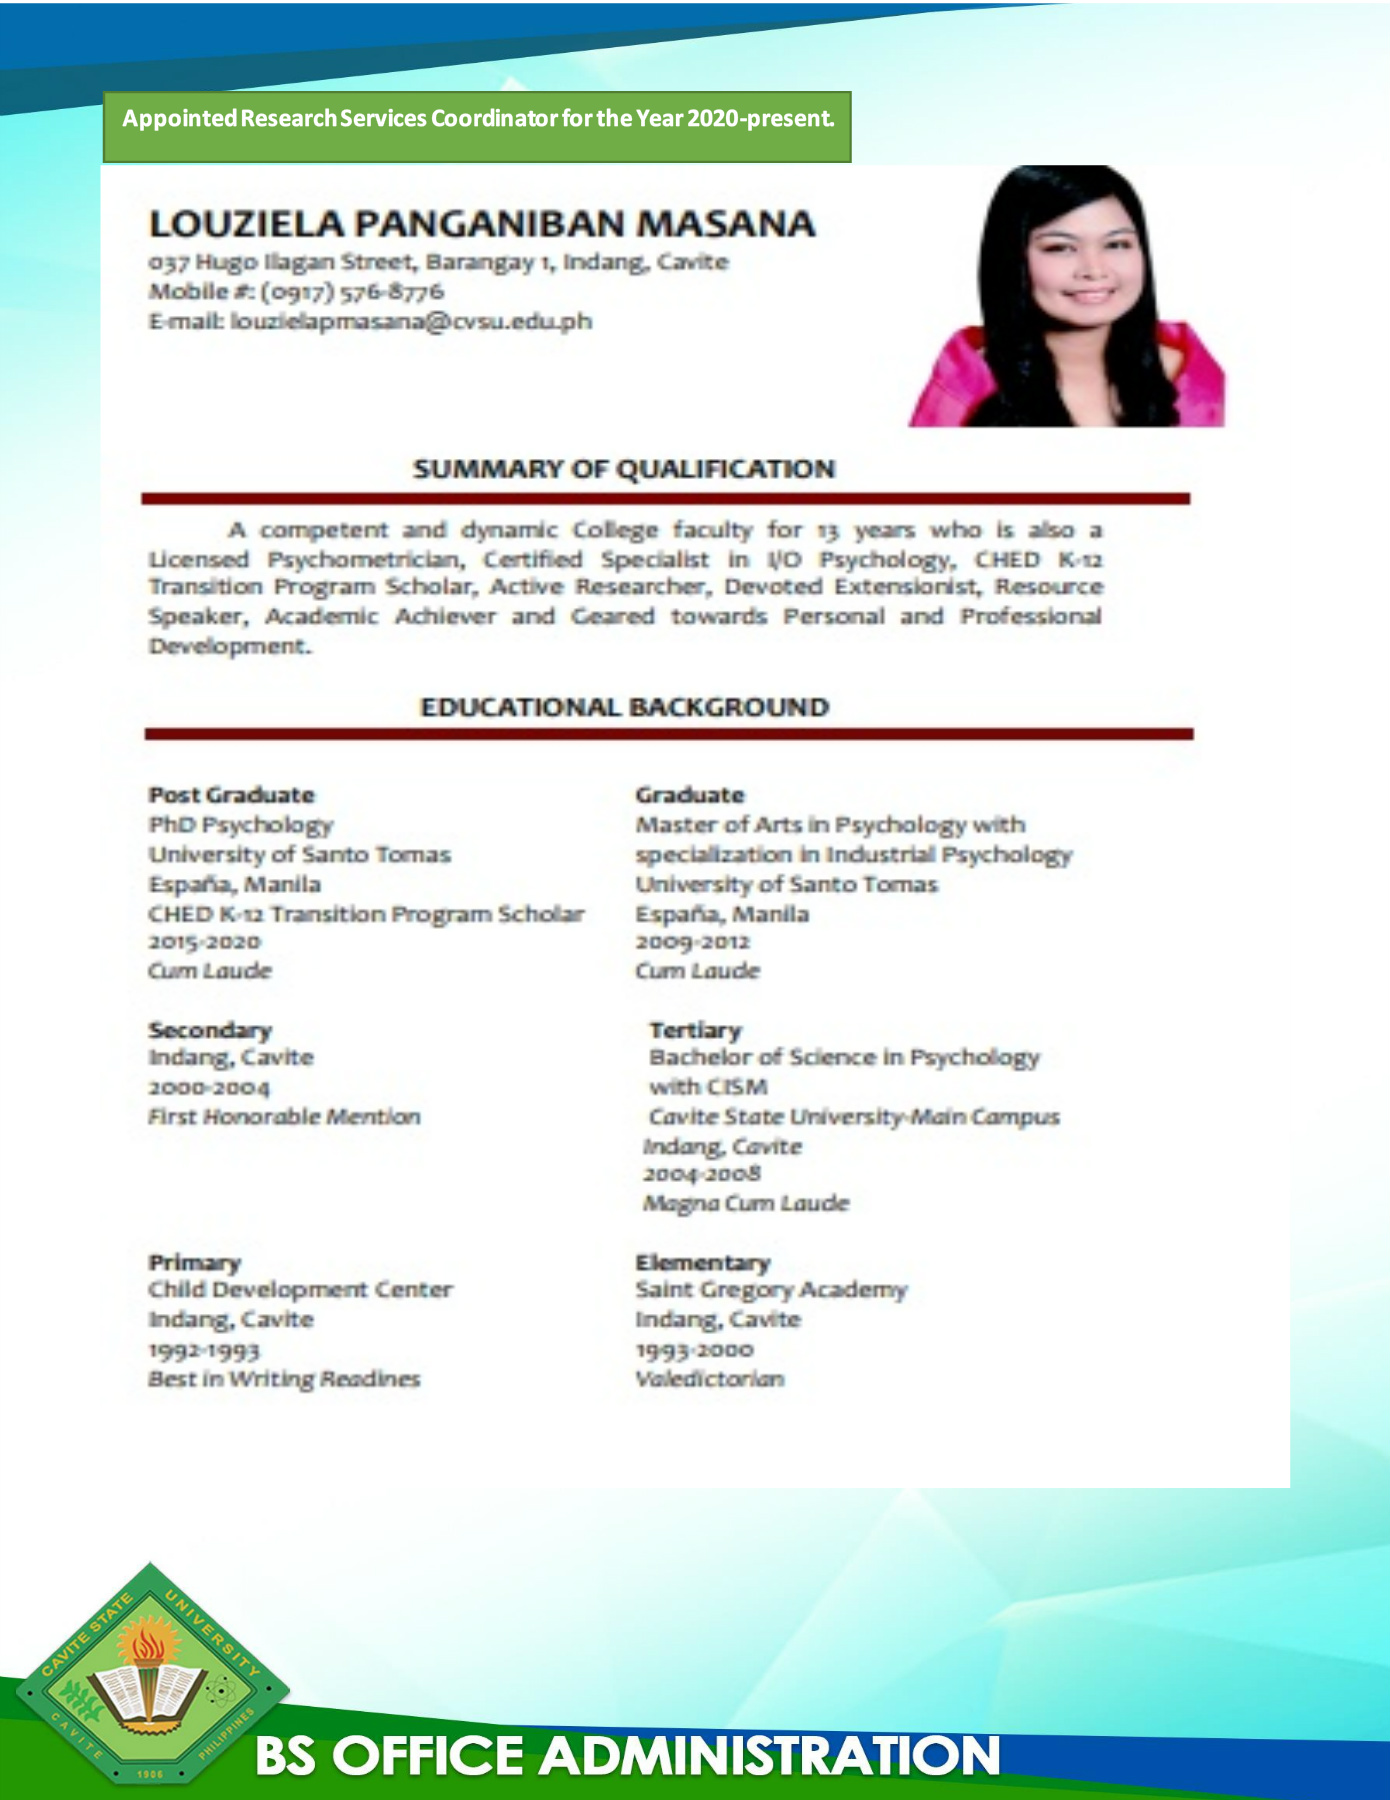 Appointed Research Services Coordinator for the Year 2020-present.
LOUZIELA PANGANIBAN MASANA
037 Hugo Ilagan Street, Barangay 1, Indang, Cavite
Mobile #: (0917) 576-8776
E-mail: louzielapmasana@cvsu.edu.ph
SUMMARY OF QUALIFICATION
A competent and dynamic College faculty for 13 years who is also a
Licensed Psychometrician, Certified Specialist in I/O Psychology, CHED K-12
Transition Program Scholar, Active Researcher, Devoted Extensionist, Resource
Speaker, Academic Achiever and Geared towards Personal and Professional
Development.
EDUCATIONAL BACKGROUND
Post Graduate
PhD Psychology
University of Santo Tomas
España, Manila
CHED K-12 Transition Program Scholar
2015-2020
Cum Laude
Graduate
Master of Arts in Psychology with
specialization in Industrial Psychology
University of Santo Tomas
España, Manila
2009-2012
Cum Laude
Secondary
Indang, Cavite
2000-2004
First Honorable Mention
Tertiary
Bachelor of Science in Psychology
with CISM
Cavite State University-Main Campus
Indang, Cavite
2004-2008
Magna Cum Laude
Primary
Child Development Center
Indang, Cavite
1992-1993
Best in Writing Readines
Elementary
Saint Gregory Academy
Indang, Cavite
1993-2000
Valedictorian
CAVITE STATE UNIVERSITY
CAVITE
1906
PHILIPPINES
BS OFFICE ADMINISTRATION